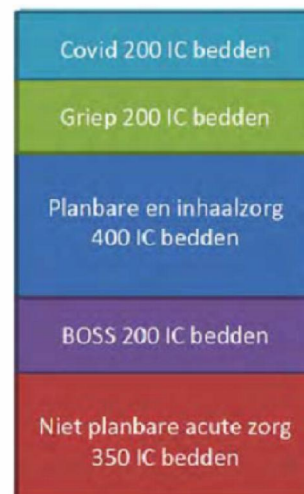 Covid 200 IC bedden
Griep 200 IC bedden
Planbare en inhaalzorg
400 IC bedden
BOSS 200 IC bedden
Niet planbare acute zorg
350 IC bedden